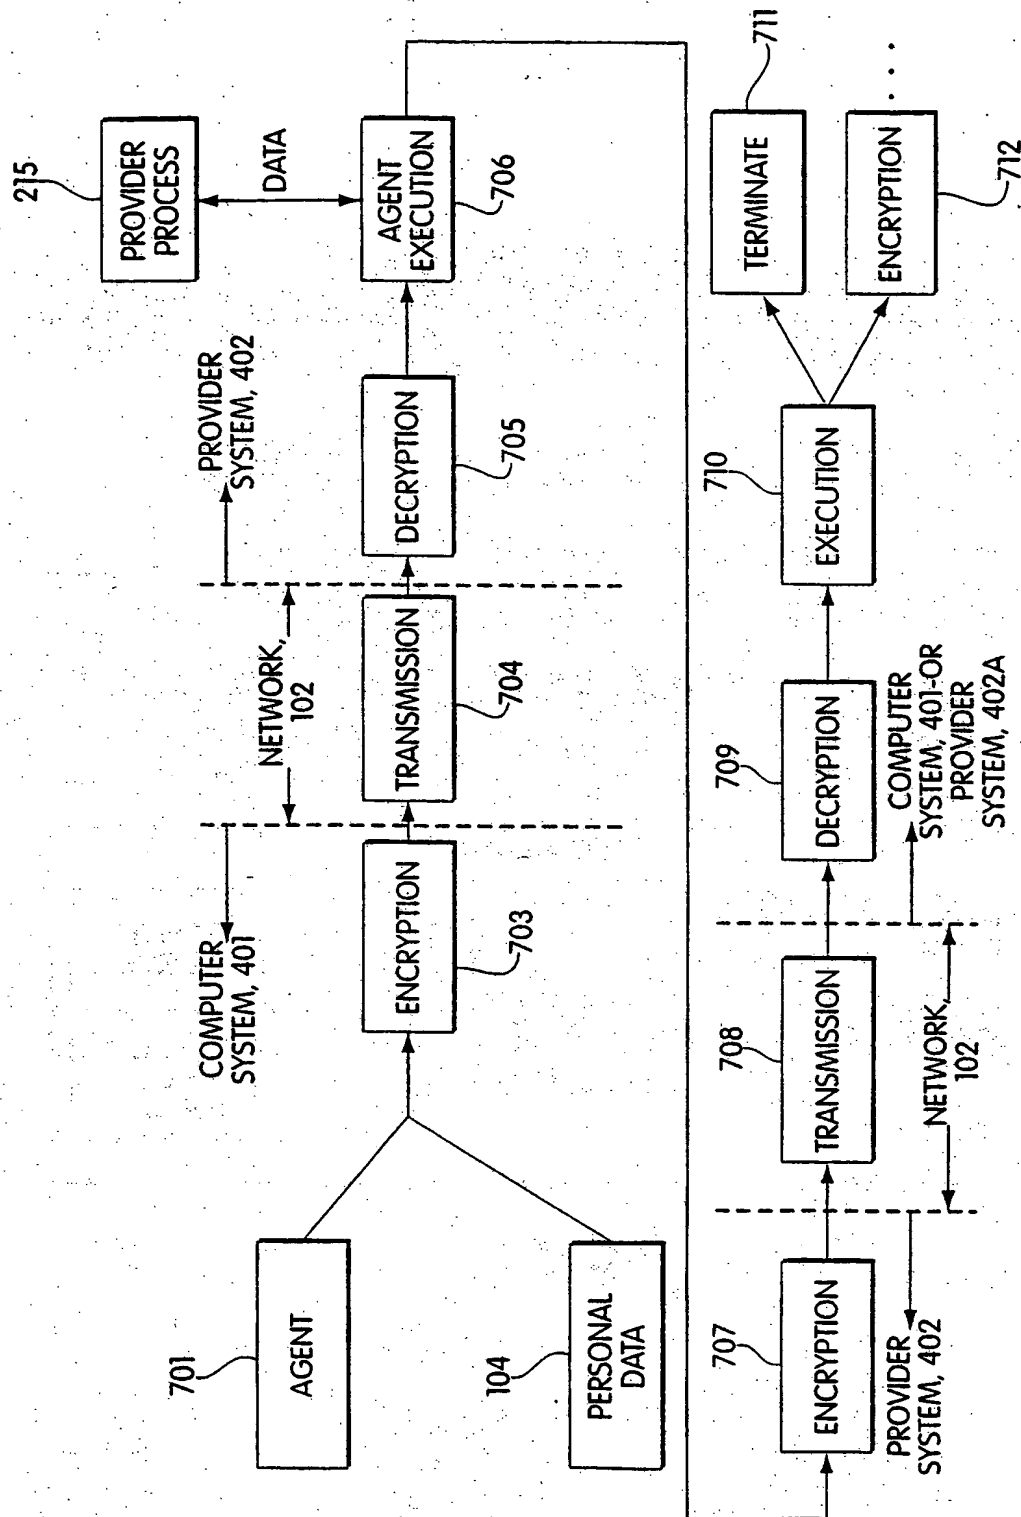 215
PROVIDER
PROCESS
DATA
COMPUTER
SYSTEM, 401
NETWORK,
102
PROVIDER
SYSTEM, 402
701
AGENT
104
PERSONAL
DATA
ENCRYPTION
703
TRANSMISSION
704
DECRYPTION
705
AGENT
EXECUTION
706
707
ENCRYPTION
PROVIDER
SYSTEM, 402
708
TRANSMISSION
NETWORK,
102
709
DECRYPTION
COMPUTER
SYSTEM, 401-OR
PROVIDER
SYSTEM, 402A
710
EXECUTION
TERMINATE
711
ENCRYPTION
712
. . .